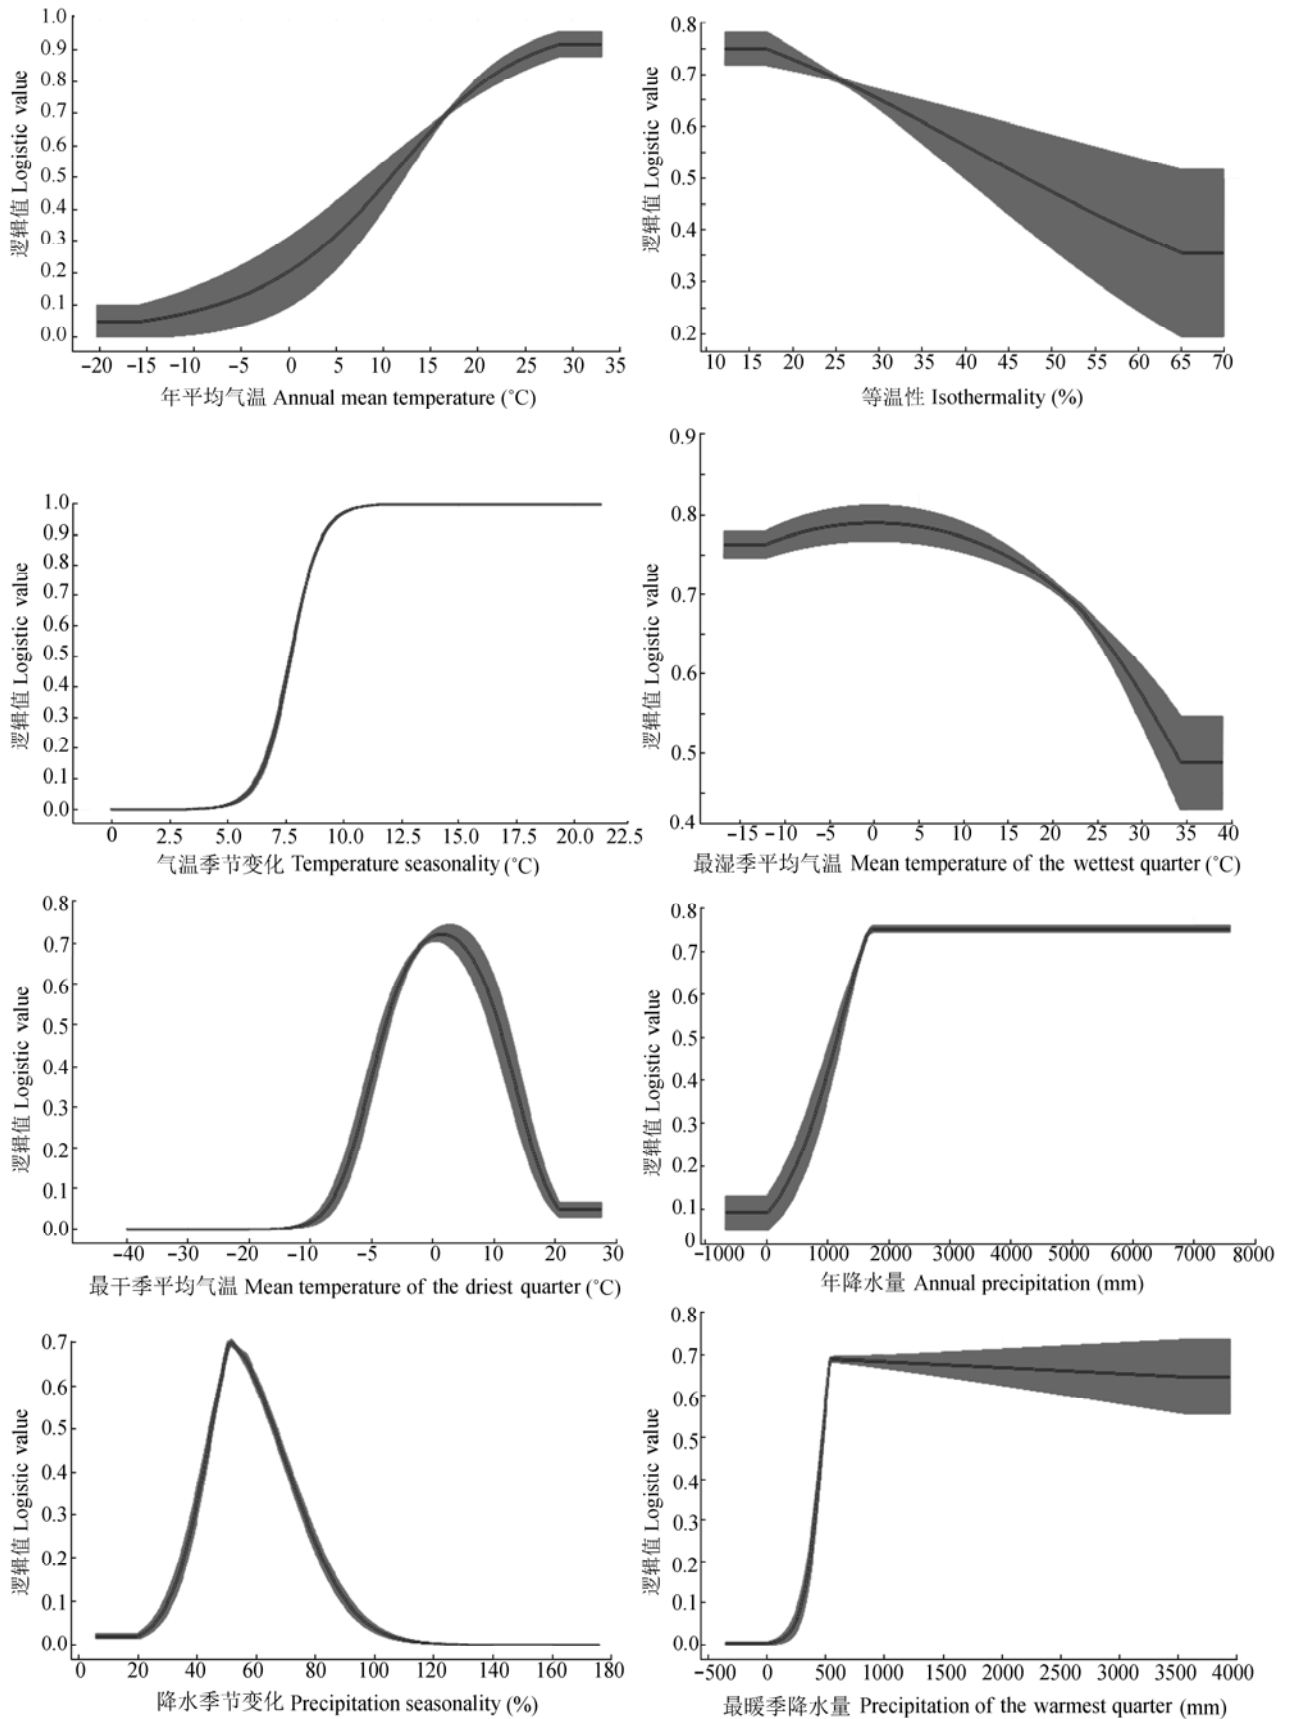 1.0
0.9
0.8
0.7
0.6
0.5
0.4
0.3
0.2
0.1
0.0
逻辑值 Logistic value
−20 −15 −10 −5 0 5 10 15 20 25 30 35
年平均气温 Annual mean temperature (°C)
0.8
0.7
0.6
0.5
0.4
0.3
0.2
逻辑值 Logistic value
10 15 20 25 30 35 40 45 50 55 60 65 70
等温性 Isothermality (%)
1.0
0.9
0.8
0.7
0.6
0.5
0.4
0.3
0.2
0.1
0.0
逻辑值 Logistic value
0 2.5 5.0 7.5 10.0 12.5 15.0 17.5 20.0 22.5
气温季节变化 Temperature seasonality (°C)
0.9
0.8
0.7
0.6
0.5
0.4
逻辑值 Logistic value
−15 −10 −5 0 5 10 15 20 25 30 35 40
最湿季平均气温 Mean temperature of the wettest quarter (°C)
0.8
0.7
0.6
0.5
0.4
0.3
0.2
0.1
0.0
逻辑值 Logistic value
−40 −30 −20 −10 −5 0 10 20 30
最干季平均气温 Mean temperature of the driest quarter (°C)
0.8
0.7
0.6
0.5
0.4
0.3
0.2
0.1
0
逻辑值 Logistic value
−1000 0 1000 2000 3000 4000 5000 6000 7000 8000
年降水量 Annual precipitation (mm)
0.7
0.6
0.5
0.4
0.3
0.2
0.1
0.0
逻辑值 Logistic value
0 20 40 60 80 100 120 140 160 180
降水季节变化 Precipitation seasonality (%)
0.8
0.7
0.6
0.5
0.4
0.3
0.2
0.1
0.0
逻辑值 Logistic value
−500 0 500 1000 1500 2000 2500 3000 3500 4000
最暖季降水量 Precipitation of the warmest quarter (mm)